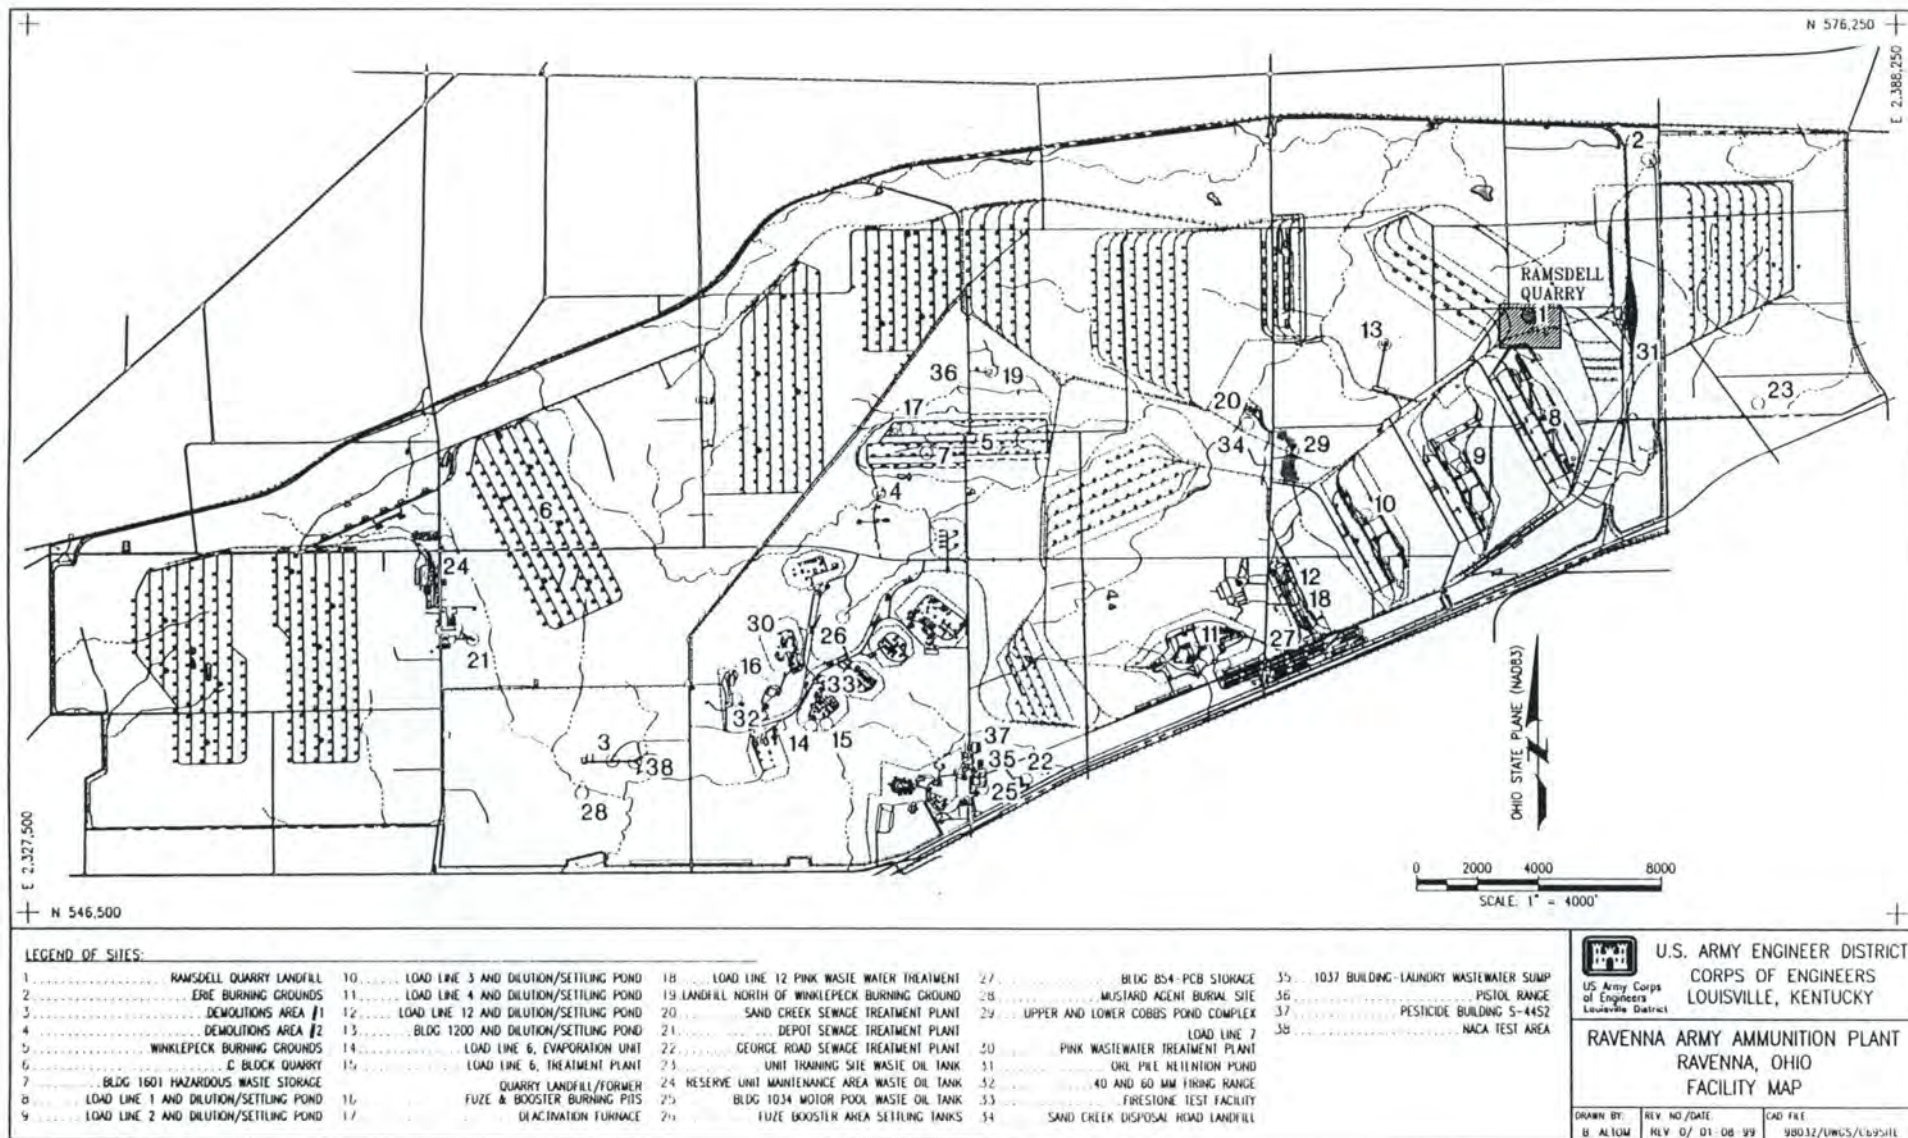 N 576,250
E 2,388,250
2
RAMSDELL
QUARRY
1
13
31
36
19
23
20
17
8
5
34
29
7
9
4
6
10
24
12
18
30
26
11
27
21
16
33
32
14
15
3
38
37
35
22
28
25
OHIO STATE PLANE (NAD83)
E 2,327,500
N 546,500
0 2000 4000 8000
SCALE: 1" = 4000'
LEGEND OF SITES:
1 RAMSDELL QUARRY LANDFILL
2 ERIE BURNING GROUNDS
3 DEMOLITIONS AREA #1
4 DEMOLITIONS AREA #2
5 WINKLEPECK BURNING GROUNDS
6 C BLOCK QUARRY
7 BLDG 1601 HAZARDOUS WASTE STORAGE
8 LOAD LINE 1 AND DILUTION/SETTLING POND
9 LOAD LINE 2 AND DILUTION/SETTLING POND
10 LOAD LINE 3 AND DILUTION/SETTLING POND
11 LOAD LINE 4 AND DILUTION/SETTLING POND
12 LOAD LINE 12 AND DILUTION/SETTLING POND
13 BLDG 1200 AND DILUTION/SETTLING POND
14 LOAD LINE 6, EVAPORATION UNIT
15 LOAD LINE 6, TREATMENT PLANT
QUARRY LANDFILL/FORMER
16 FUZE & BOOSTER BURNING PITS
17 DEACTIVATION FURNACE
18 LOAD LINE 12 PINK WASTE WATER TREATMENT
19 LANDFILL NORTH OF WINKLEPECK BURNING GROUND
20 SAND CREEK SEWAGE TREATMENT PLANT
21 DEPOT SEWAGE TREATMENT PLANT
22 GEORGE ROAD SEWAGE TREATMENT PLANT
23 UNIT TRAINING SITE WASTE OIL TANK
24 RESERVE UNIT MAINTENANCE AREA WASTE OIL TANK
25 BLDG 1034 MOTOR POOL WASTE OIL TANK
26 FUZE BOOSTER AREA SETTLING TANKS
27 BLDG 854-PCB STORAGE
28 MUSTARD AGENT BURIAL SITE
29 UPPER AND LOWER COBBS POND COMPLEX
LOAD LINE 7
30 PINK WASTEWATER TREATMENT PLANT
31 ORE PILE RETENTION POND
32 40 AND 60 MM FIRING RANGE
33 FIRESTONE TEST FACILITY
34 SAND CREEK DISPOSAL ROAD LANDFILL
35 1037 BUILDING-LAUNDRY WASTEWATER SUMP
36 PISTOL RANGE
37 PESTICIDE BUILDING S-4452
38 NACA TEST AREA
US Army Corps
of Engineers
Louisville District
U.S. ARMY ENGINEER DISTRICT
CORPS OF ENGINEERS
LOUISVILLE, KENTUCKY
RAVENNA ARMY AMMUNITION PLANT
RAVENNA, OHIO
FACILITY MAP
DRAWN BY:
B. ALTOM
REV. NO./DATE:
REV 0/ 01-08-99
CAD FILE: